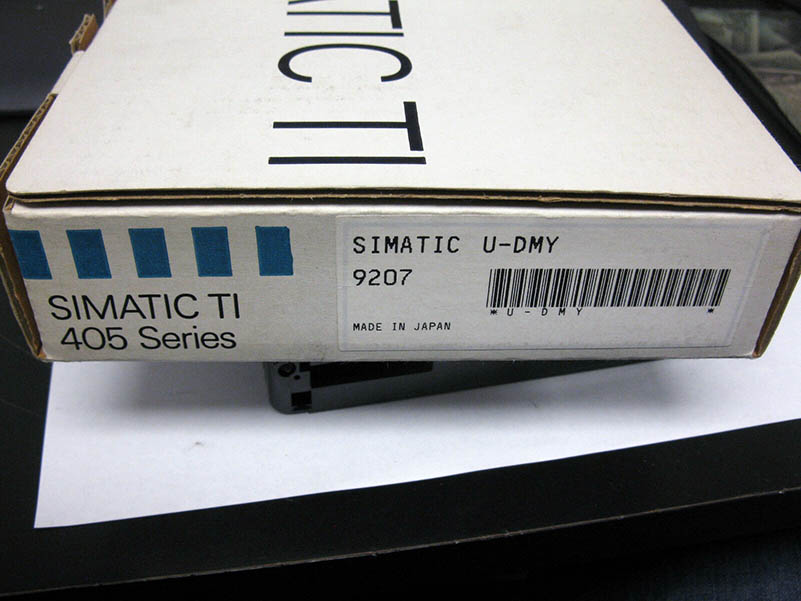 ATIC TI
SIMATIC TI
405 Series
SIMATIC U-DMY
9207
*U-DMY *
MADE IN JAPAN